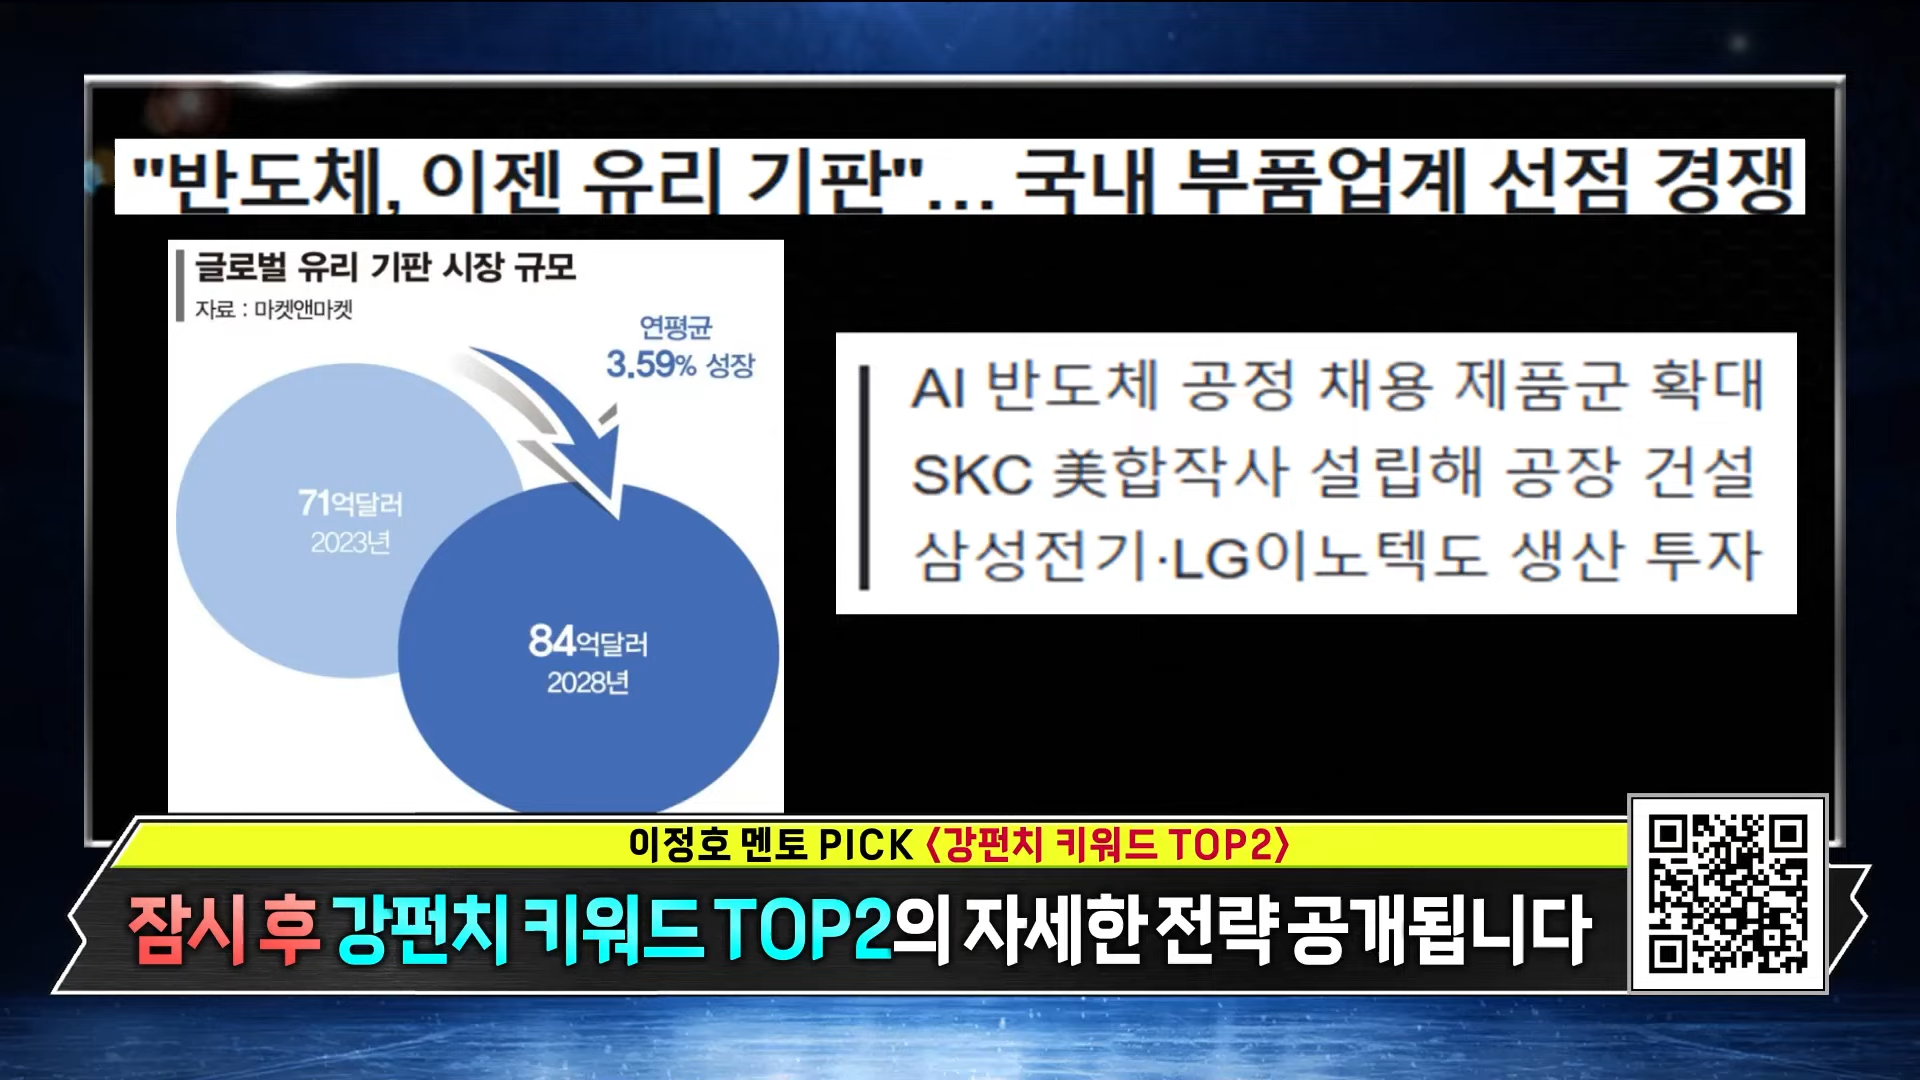 "반도체, 이젠 유리 기판"... 국내 부품업계 선점 경쟁
글로벌 유리 기판 시장 규모
자료 : 마켓앤마켓
연평균
3.59% 성장
71억달러
2023년
84억달러
2028년
AI 반도체 공정 채용 제품군 확대
SKC 美합작사 설립해 공장 건설
삼성전기·LG이노텍도 생산 투자
이정호 멘토 PICK <강펀치 키워드 TOP2>
잠시 후 강펀치 키워드 TOP2의 자세한 전략 공개됩니다